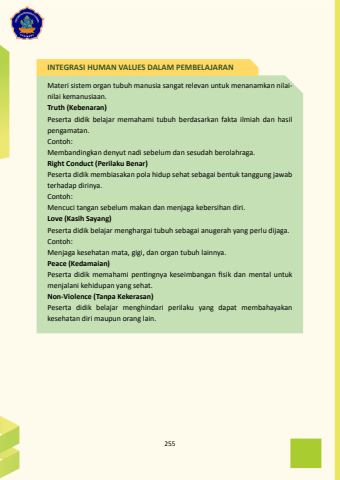 INTEGRASI HUMAN VALUES DALAM PEMBELAJARAN
Materi sistem organ tubuh manusia sangat relevan untuk menanamkan nilai-
nilai kemanusiaan.
Truth (Kebenaran)
Peserta didik belajar memahami tubuh berdasarkan fakta ilmiah dan hasil
pengamatan.
Contoh:
Membandingkan denyut nadi sebelum dan sesudah berolahraga.
Right Conduct (Perilaku Benar)
Peserta didik membiasakan pola hidup sehat sebagai bentuk tanggung jawab
terhadap dirinya.
Contoh:
Mencuci tangan sebelum makan dan menjaga kebersihan diri.
Love (Kasih Sayang)
Peserta didik belajar menghargai tubuh sebagai anugerah yang perlu dijaga.
Contoh:
Menjaga kesehatan mata, gigi, dan organ tubuh lainnya.
Peace (Kedamaian)
Peserta didik memahami pentingnya keseimbangan fisik dan mental untuk
menjalani kehidupan yang sehat.
Non-Violence (Tanpa Kekerasan)
Peserta didik belajar menghindari perilaku yang dapat membahayakan
kesehatan diri maupun orang lain.
255